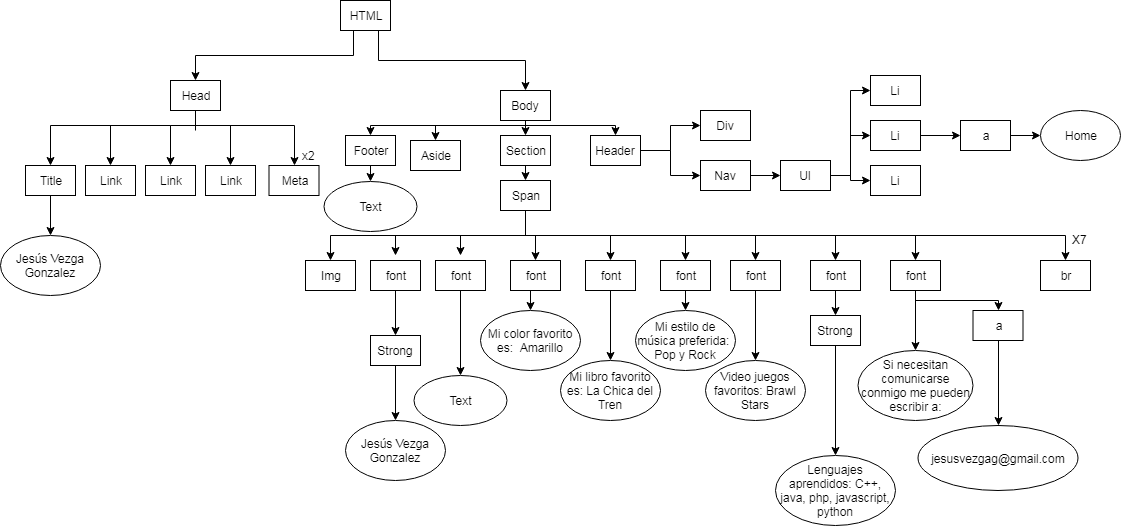 HTML
Head
Body
Li
Div
Footer
Aside
Section
Header
Li
a
Home
x2
Title
Link
Link
Link
Meta
Nav
Ul
Li
Text
Span
Jesús Vezga
Gonzalez
X7
Img
font
font
font
font
font
font
font
font
br
Strong
Mi color favorito
es: Amarillo
Mi estilo de
música preferida:
Pop y Rock
Strong
a
Text
Mi libro favorito
es: La Chica del
Tren
Video juegos
favoritos: Brawl
Stars
Si necesitan
comunicarse
conmigo me pueden
escribir a:
Jesús Vezga
Gonzalez
Lenguajes
aprendidos: C++,
java, php, javascript,
python
jesusvezgag@gmail.com